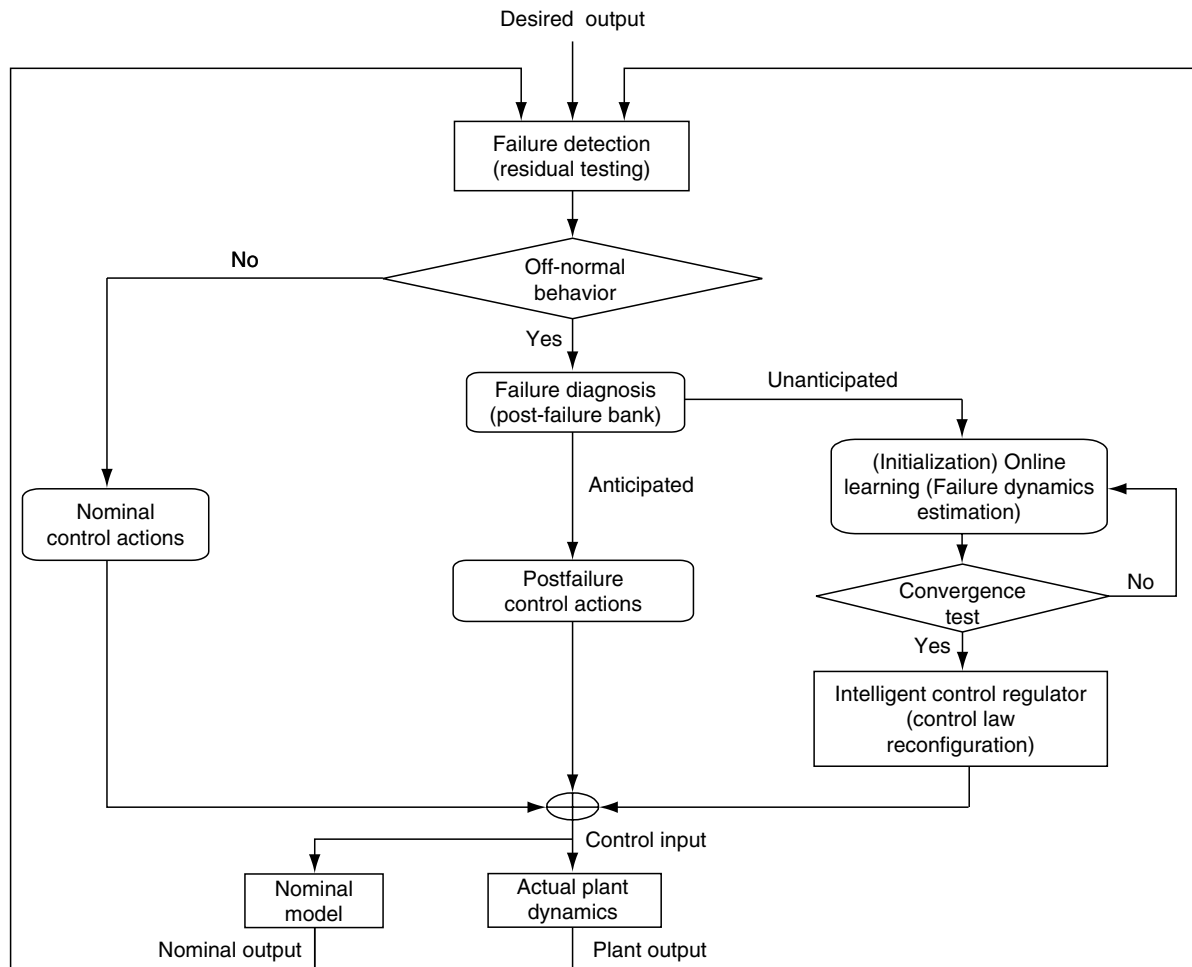 Desired output
Failure detection
(residual testing)
No
Off-normal
behavior
Yes
Failure diagnosis
(post-failure bank)
Unanticipated
(Initialization) Online
learning (Failure dynamics
estimation)
Anticipated
Nominal
control actions
Postfailure
control actions
Convergence
test
No
Yes
Intelligent control regulator
(control law
reconfiguration)
Control input
Nominal
model
Actual plant
dynamics
Nominal output
Plant output